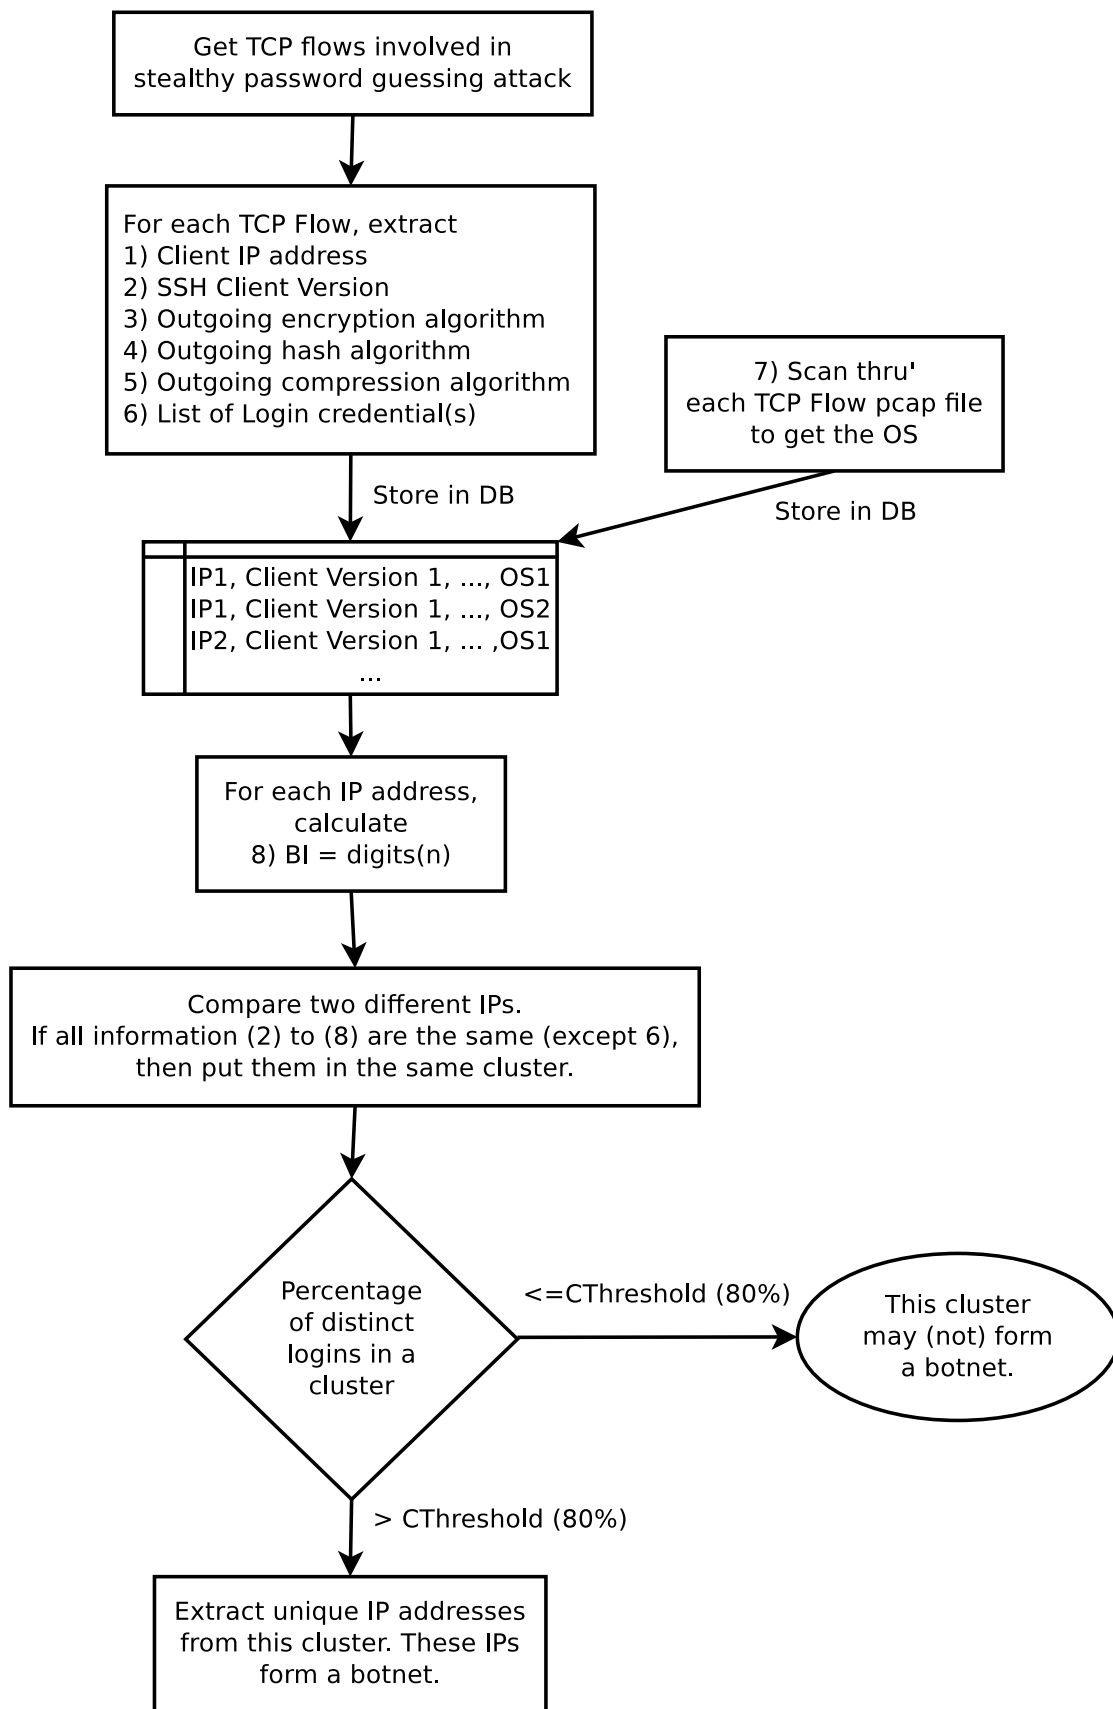 Get TCP flows involved in
stealthy password guessing attack
For each TCP Flow, extract
1) Client IP address
2) SSH Client Version
3) Outgoing encryption algorithm
4) Outgoing hash algorithm
5) Outgoing compression algorithm
6) List of Login credential(s)
7) Scan thru'
each TCP Flow pcap file
to get the OS
Store in DB
Store in DB
IP1, Client Version 1, ..., OS1
IP1, Client Version 1, ..., OS2
IP2, Client Version 1, ... ,OS1
...
For each IP address,
calculate
8) BI = digits(n)
Compare two different IPs.
If all information (2) to (8) are the same (except 6),
then put them in the same cluster.
Percentage
of distinct
logins in a
cluster
<=CThreshold (80%)
This cluster
may (not) form
a botnet.
> CThreshold (80%)
Extract unique IP addresses
from this cluster. These IPs
form a botnet.